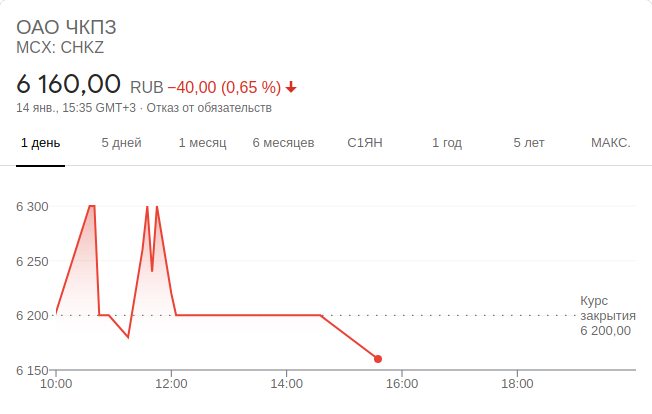 ОАО ЧКПЗ
MCX: CHKZ
6 160,00 RUB −40,00 (0,65 %)
14 янв., 15:35 GMT+3 · Отказ от обязательств
1 день 5 дней 1 месяц 6 месяцев С1ЯН 1 год 5 лет МАКС.
6 300
6 250
6 200
6 150
Курс
закрытия
6 200,00
10:00 12:00 14:00 16:00 18:00